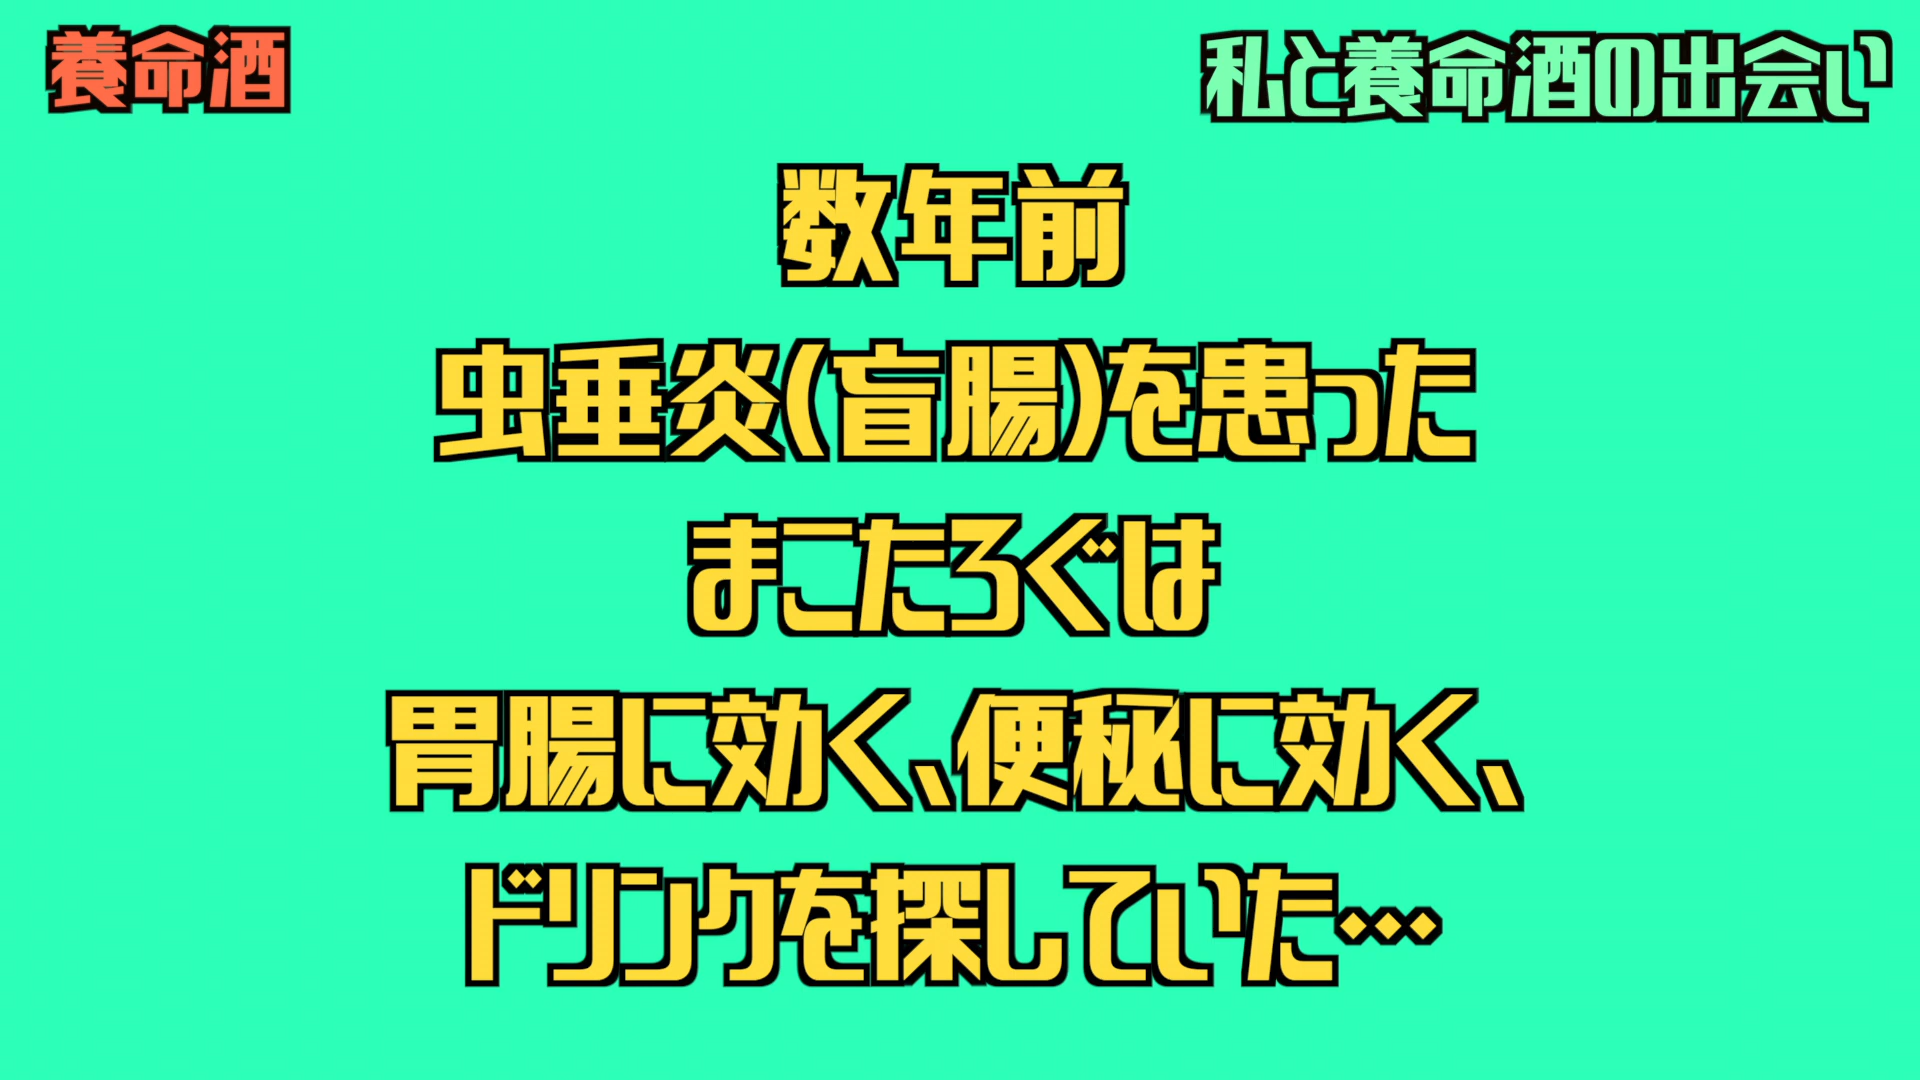 養命酒
私と養命酒の出会い
数年前
虫垂炎(盲腸)を患った
まこたろぐは
胃腸に効く、便秘に効く、
ドリンクを探していた…